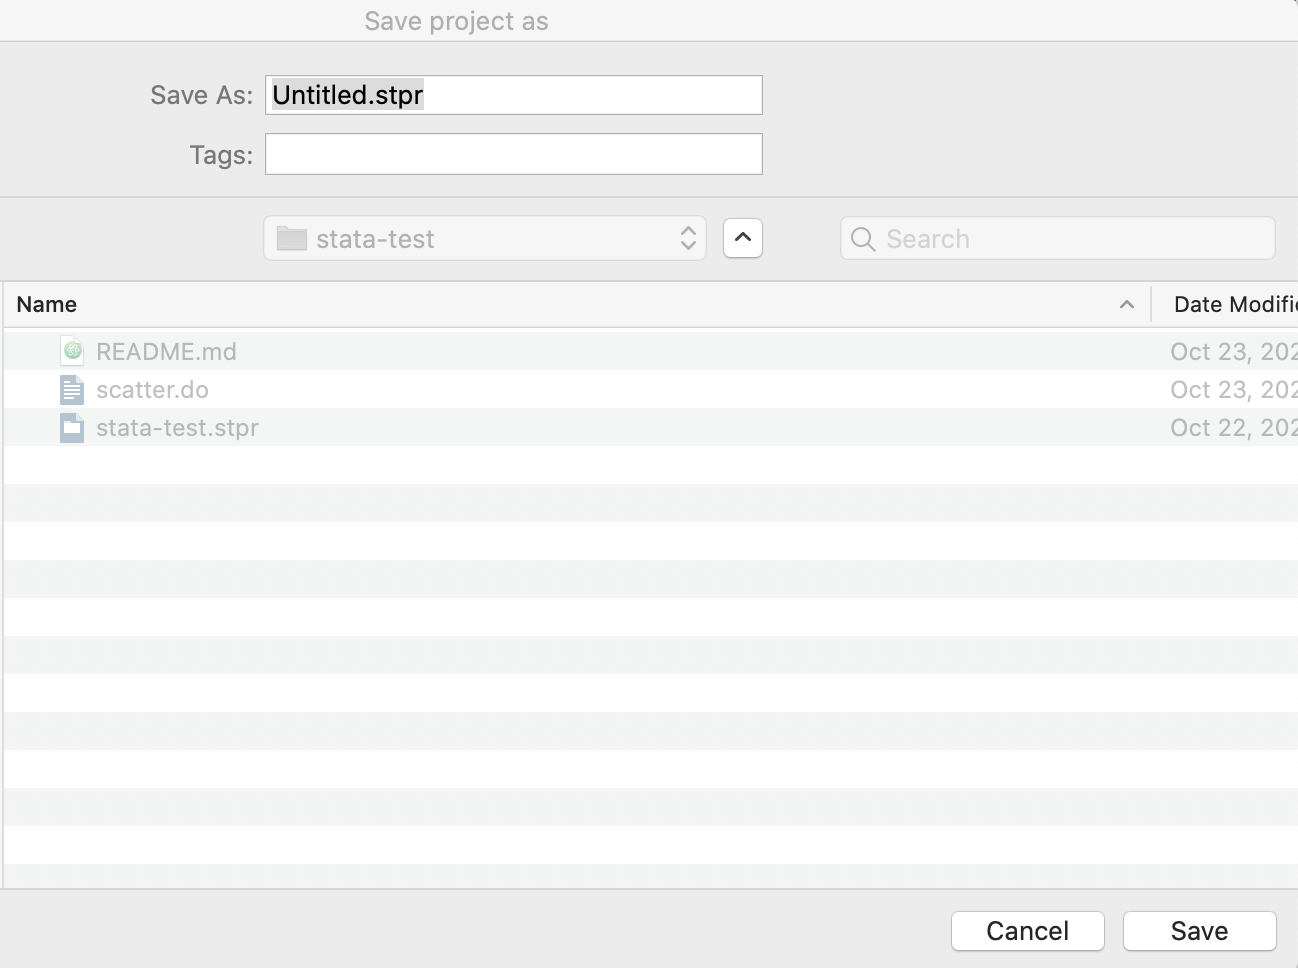 Save project as
Save As: Untitled.stpr
Tags:
stata-test
Search
Name Date Modifie
README.md Oct 23, 202
scatter.do Oct 23, 202
stata-test.stpr Oct 22, 202
Cancel Save